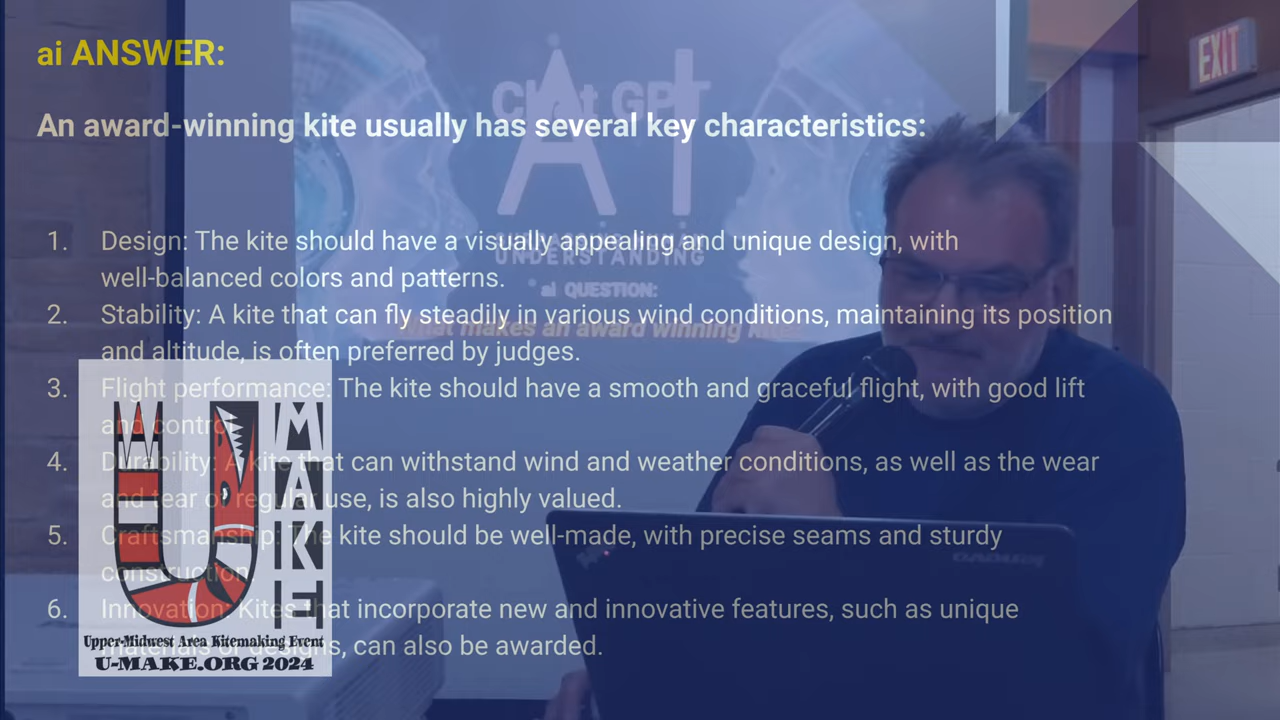 ai ANSWER:
An award-winning kite usually has several key characteristics:
Chat GPT
AI
UNDERSTANDING
ai QUESTION:
What makes an award winning kite?
EXIT
1. Design: The kite should have a visually appealing and unique design, with
well-balanced colors and patterns.
2. Stability: A kite that can fly steadily in various wind conditions, maintaining its position
and altitude, is often preferred by judges.
3. Flight performance: The kite should have a smooth and graceful flight, with good lift
and control.
4. Durability: A kite that can withstand wind and weather conditions, as well as the wear
and tear of regular use, is also highly valued.
5. Craftsmanship: The kite should be well-made, with precise seams and sturdy
construction.
6. Innovation: Kites that incorporate new and innovative features, such as unique
materials or designs, can also be awarded.
U MAKE
Upper-Midwest Area Kitemaking Event
U-MAKE.ORG 2024
lenovo